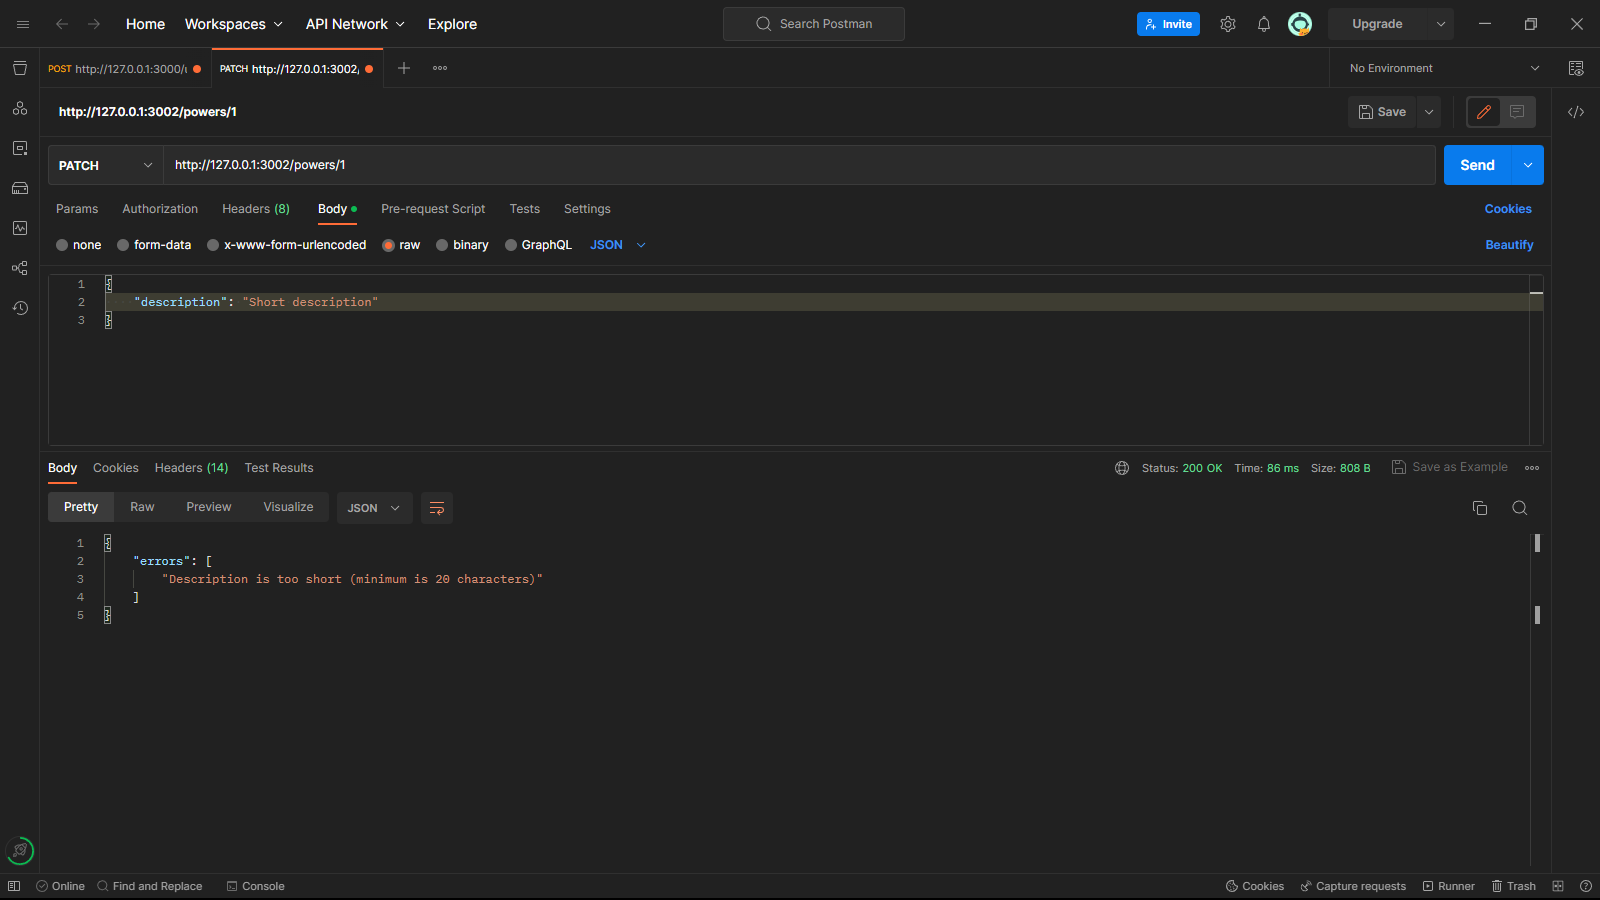 Home Workspaces API Network Explore Search Postman Invite Upgrade
POST http://127.0.0.1:3000/ PATCH http://127.0.0.1:3002, No Environment
http://127.0.0.1:3002/powers/1 Save
PATCH http://127.0.0.1:3002/powers/1 Send
Params Authorization Headers (8) Body Pre-request Script Tests Settings Cookies
none form-data x-www-form-urlencoded raw binary GraphQL JSON Beautify
1 {
2 "description": "Short description"
3 }
Body Cookies Headers (14) Test Results Status: 200 OK Time: 86 ms Size: 808 B Save as Example
Pretty Raw Preview Visualize JSON
1 {
2 "errors": [
3 "Description is too short (minimum is 20 characters)"
4 ]
5 }
Online Find and Replace Console Cookies Capture requests Runner Trash